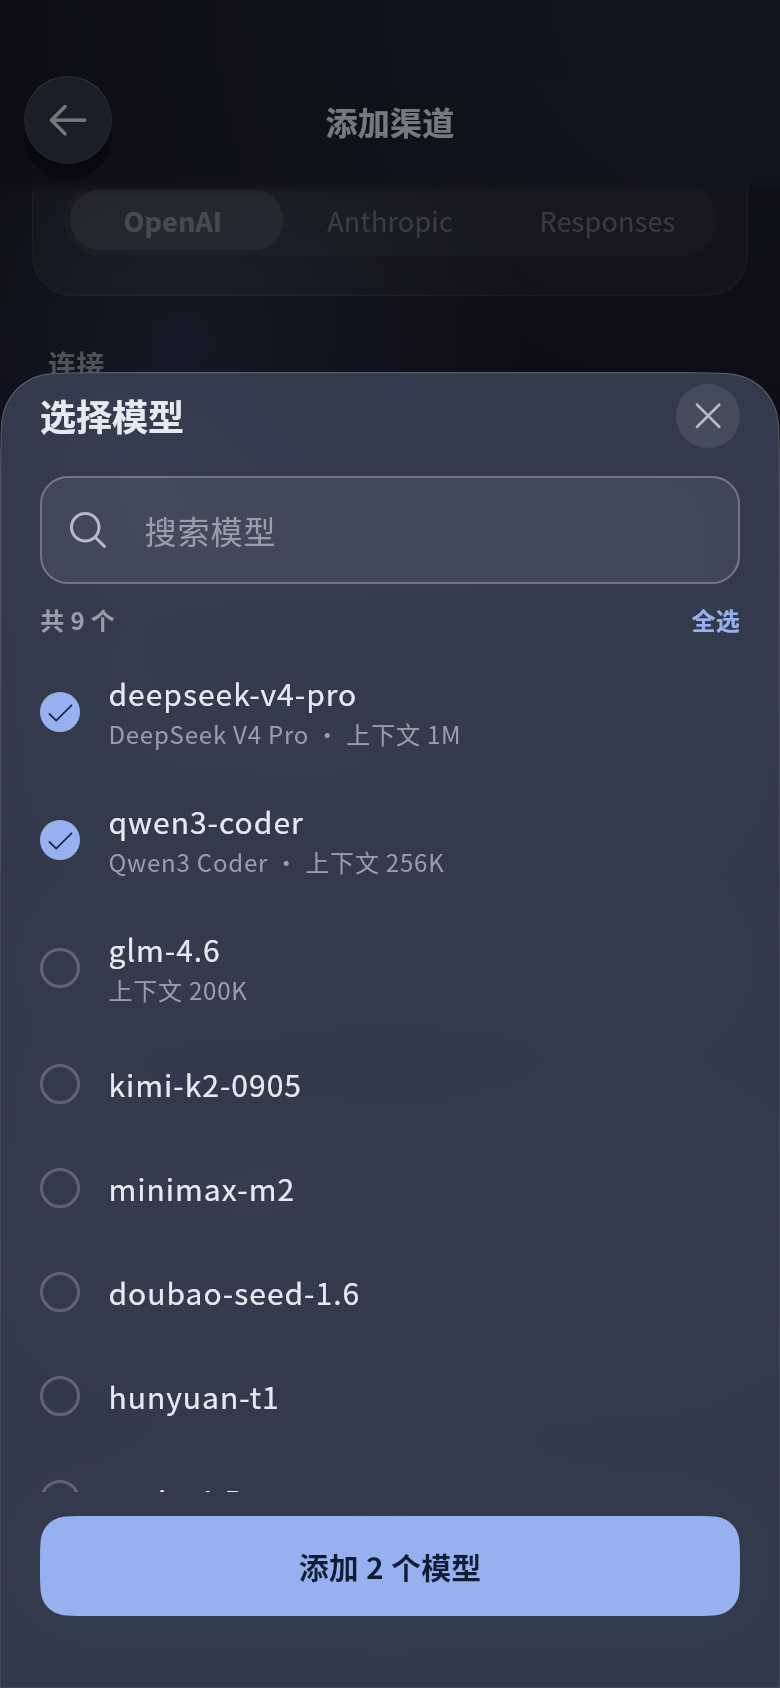 添加渠道
OpenAI
Anthropic
Responses
连接
选择模型
搜索模型
共 9 个
全选
deepseek-v4-pro
DeepSeek V4 Pro · 上下文 1M
qwen3-coder
Qwen3 Coder · 上下文 256K
glm-4.6
上下文 200K
kimi-k2-0905
minimax-m2
doubao-seed-1.6
hunyuan-t1
添加 2 个模型